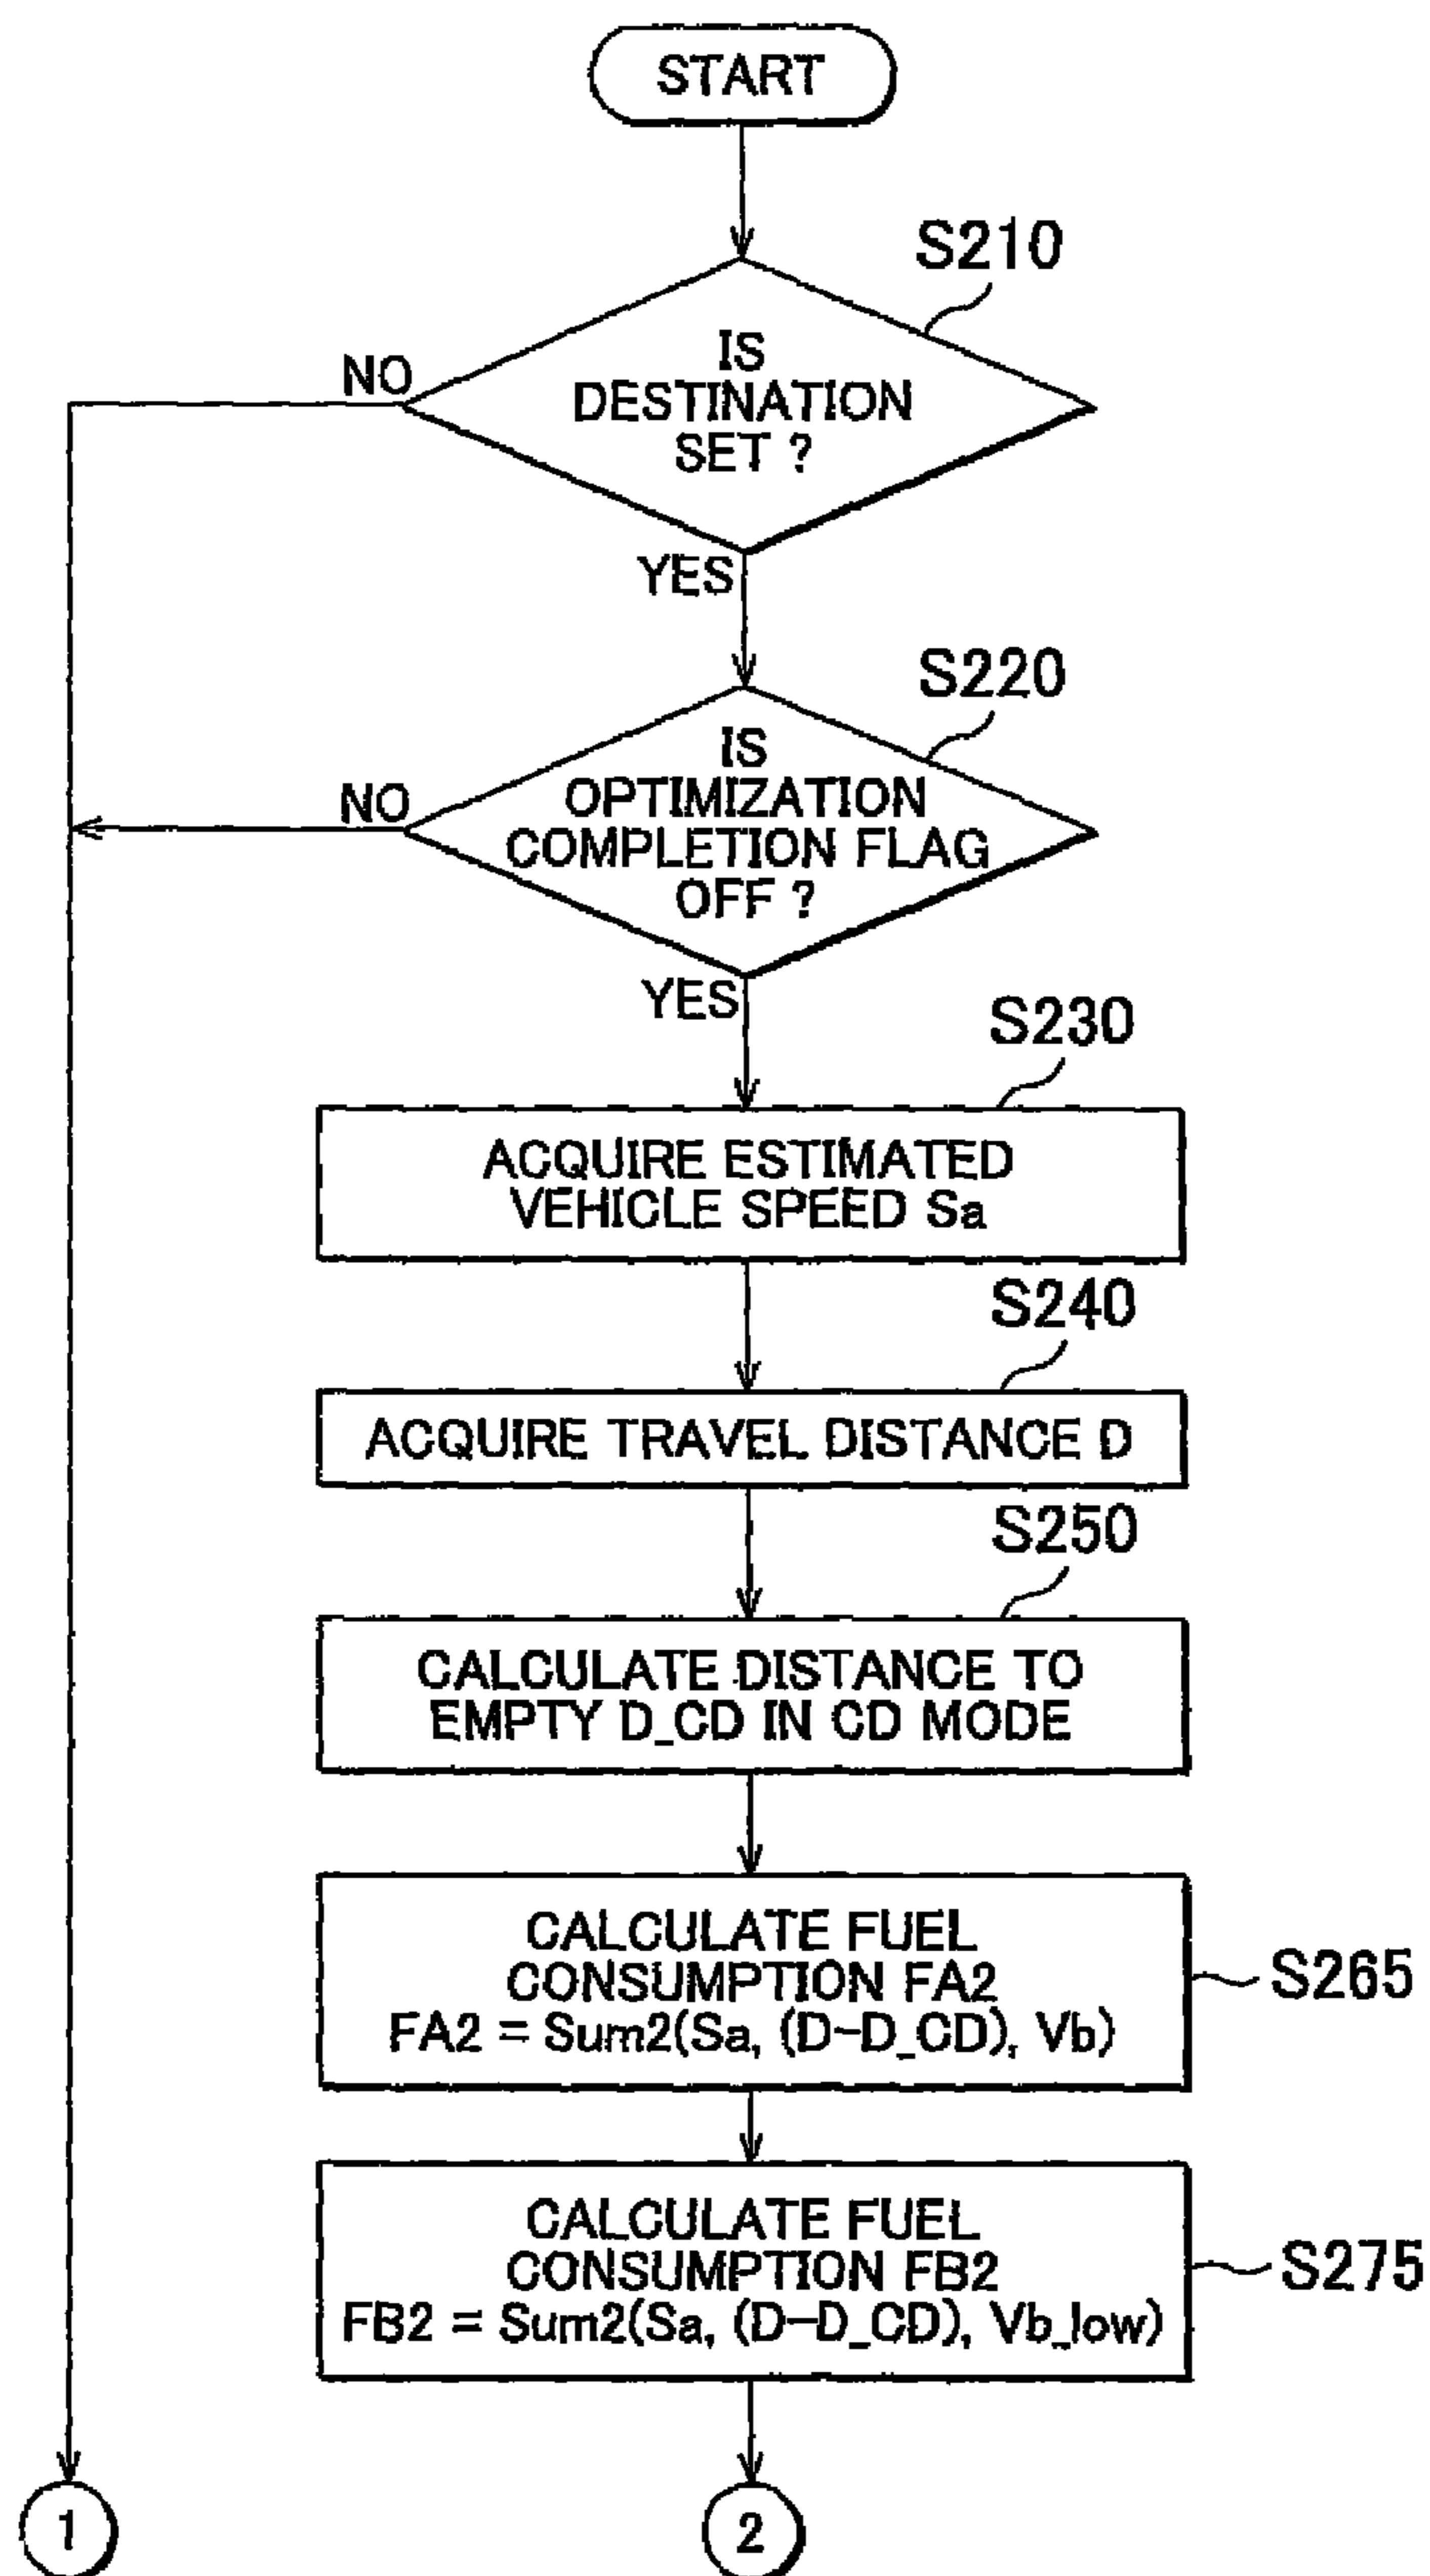 START
S210
IS
DESTINATION
SET ?
NO
YES
S220
IS
OPTIMIZATION
COMPLETION FLAG
OFF ?
NO
YES
S230
ACQUIRE ESTIMATED
VEHICLE SPEED Sa
S240
ACQUIRE TRAVEL DISTANCE D
S250
CALCULATE DISTANCE TO
EMPTY D_CD IN CD MODE
CALCULATE FUEL
CONSUMPTION FA2
FA2 = Sum2(Sa, (D-D_CD), Vb)
S265
CALCULATE FUEL
CONSUMPTION FB2
FB2 = Sum2(Sa, (D-D_CD), Vb_low)
S275
1
2